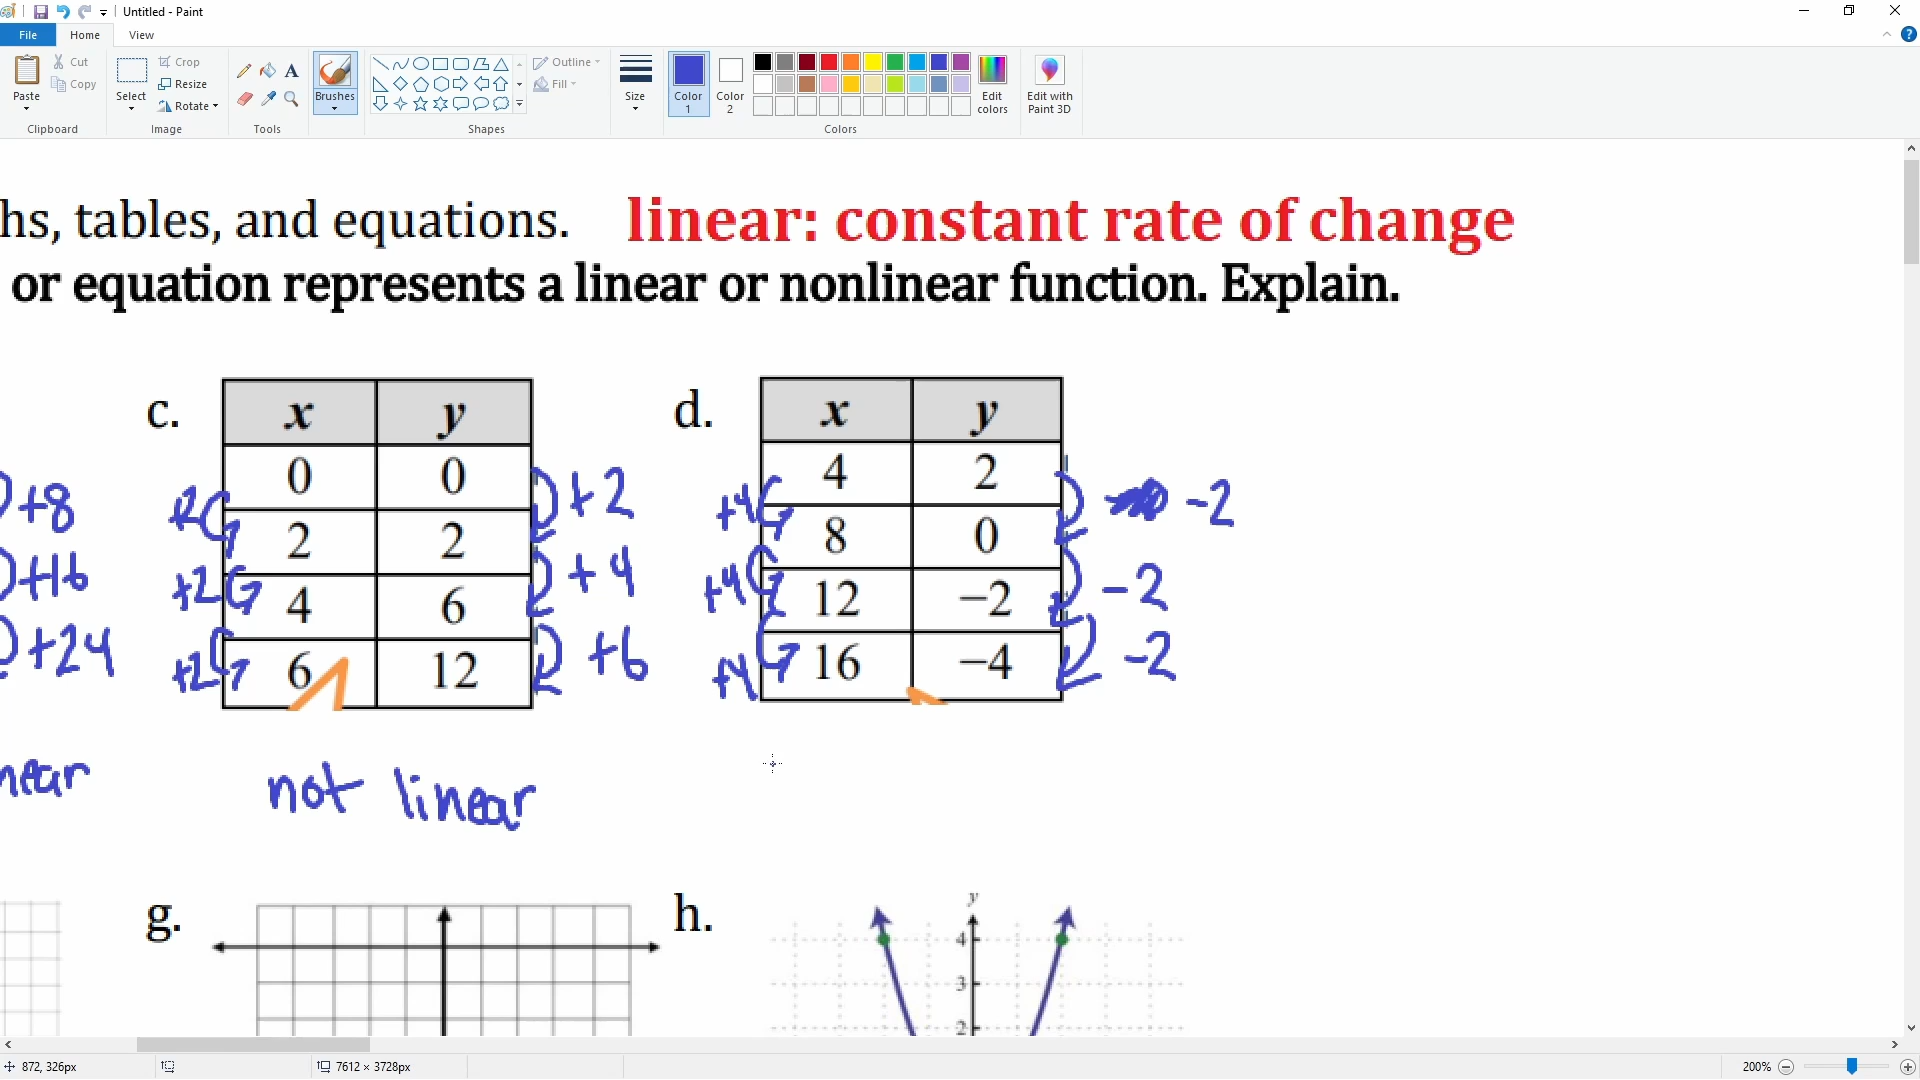 Untitled - Paint
File Home View
Paste Cut Copy Clipboard
Select Crop Resize Rotate Image
A Tools
Brushes
Shapes Outline Fill
Size
Color 1 Color 2 Colors
Edit colors
Edit with Paint 3D
hs, tables, and equations. linear: constant rate of change
or equation represents a linear or nonlinear function. Explain.
c. x y
0 0
2 2
4 6
6 12
+8
+16
+24
+2
+2
+2
+2
+4
+6
d. x y
4 2
8 0
12 −2
16 −4
+4
+4
+4
-2
-2
-2
near
not linear
g.
h.
y
4
3
2
872, 326px 7612 × 3728px 200%